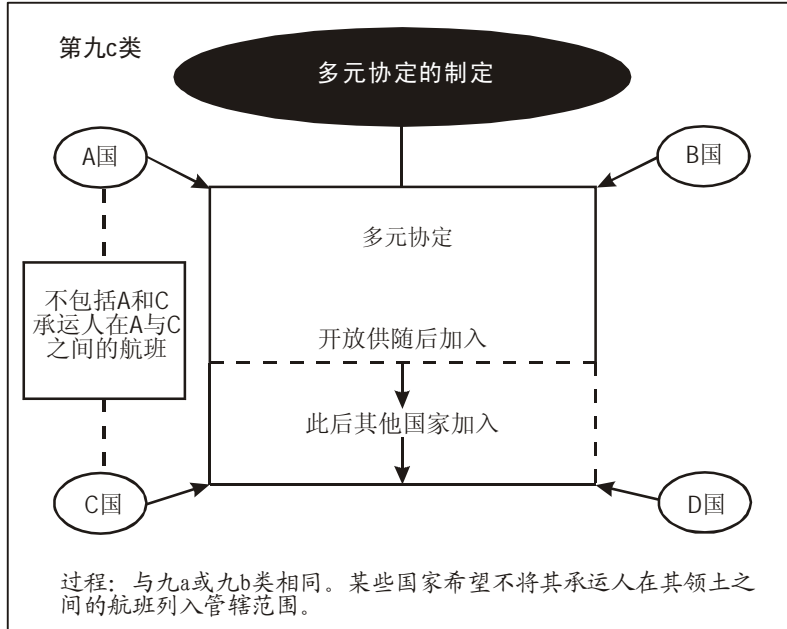 第九c类
多元协定的制定
A国
B国
多元协定
不包括A和C
承运人在A与C
之间的航班
开放供随后加入
此后其他国家加入
C国
D国
过程：与九a或九b类相同。某些国家希望不将其承运人在其领土之
间的航班列入管辖范围。